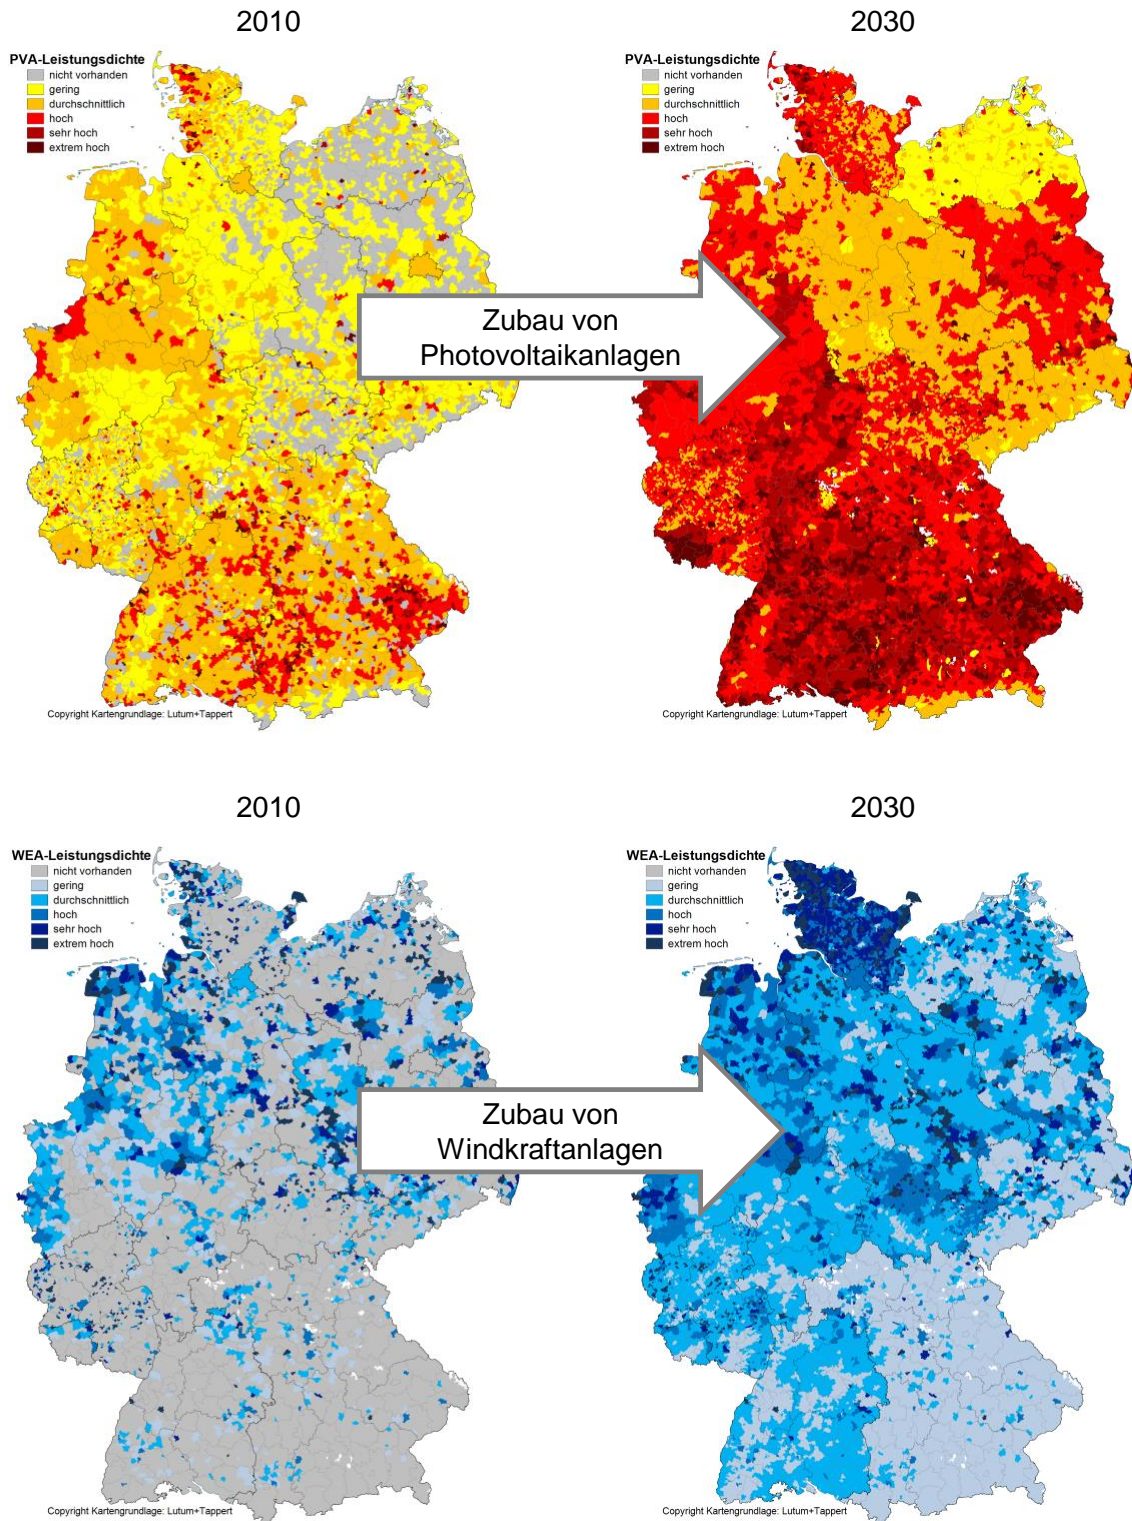 2010
2030
PVA-Leistungsdichte
nicht vorhanden
gering
durchschnittlich
hoch
sehr hoch
extrem hoch
PVA-Leistungsdichte
nicht vorhanden
gering
durchschnittlich
hoch
sehr hoch
extrem hoch
Zubau von
Photovoltaikanlagen
Copyright Kartengrundlage: Lutum+Tappert
Copyright Kartengrundlage: Lutum+Tappert
2010
2030
WEA-Leistungsdichte
nicht vorhanden
gering
durchschnittlich
hoch
sehr hoch
extrem hoch
WEA-Leistungsdichte
nicht vorhanden
gering
durchschnittlich
hoch
sehr hoch
extrem hoch
Zubau von
Windkraftanlagen
Copyright Kartengrundlage: Lutum+Tappert
Copyright Kartengrundlage: Lutum+Tappert